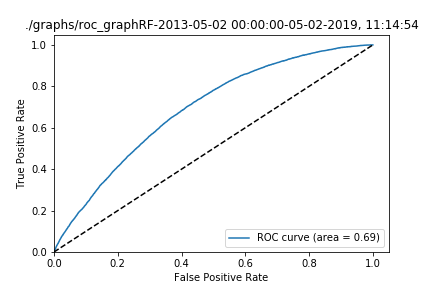 ./graphs/roc_graphRF-2013-05-02 00:00:00-05-02-2019, 11:14:54
1.0
0.8
0.6
0.4
0.2
0.0
True Positive Rate
ROC curve (area = 0.69)
0.0 0.2 0.4 0.6 0.8 1.0
False Positive Rate